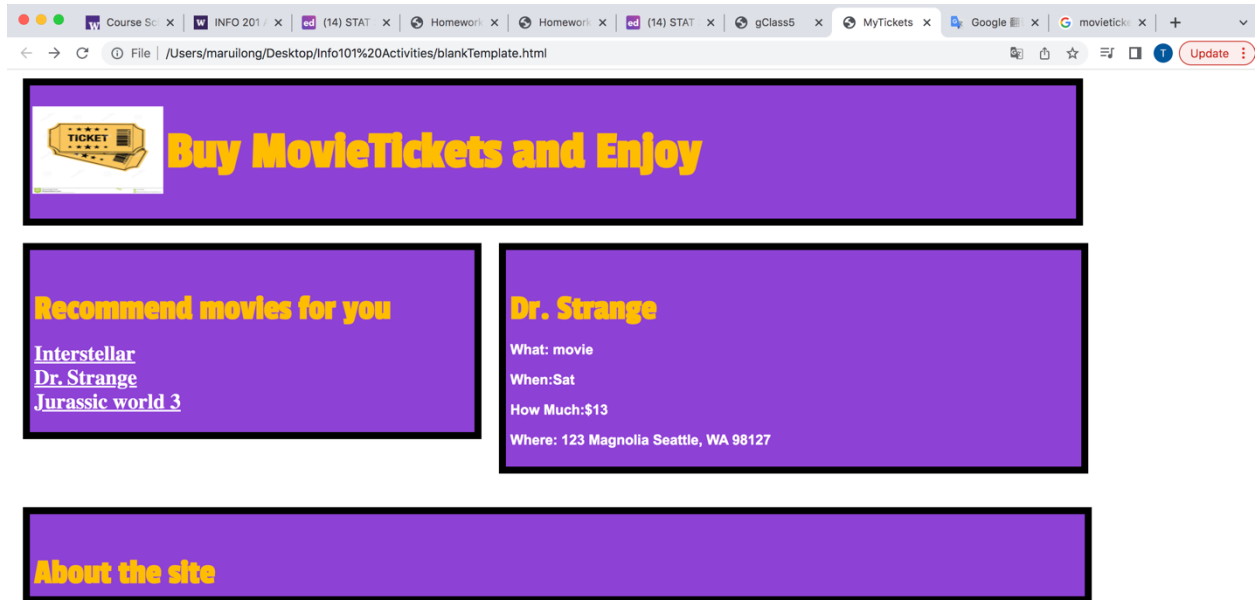 Course Sc
INFO 201 /
(14) STAT
Homework
Homework
(14) STAT
gClass5
MyTickets
Google
movieticke
File
/Users/maruilong/Desktop/Info101%20Activities/blankTemplate.html
T
Update
TICKET
Buy MovieTickets and Enjoy
Recommend movies for you
Interstellar
Dr. Strange
Jurassic world 3
Dr. Strange
What: movie
When:Sat
How Much:$13
Where: 123 Magnolia Seattle, WA 98127
About the site